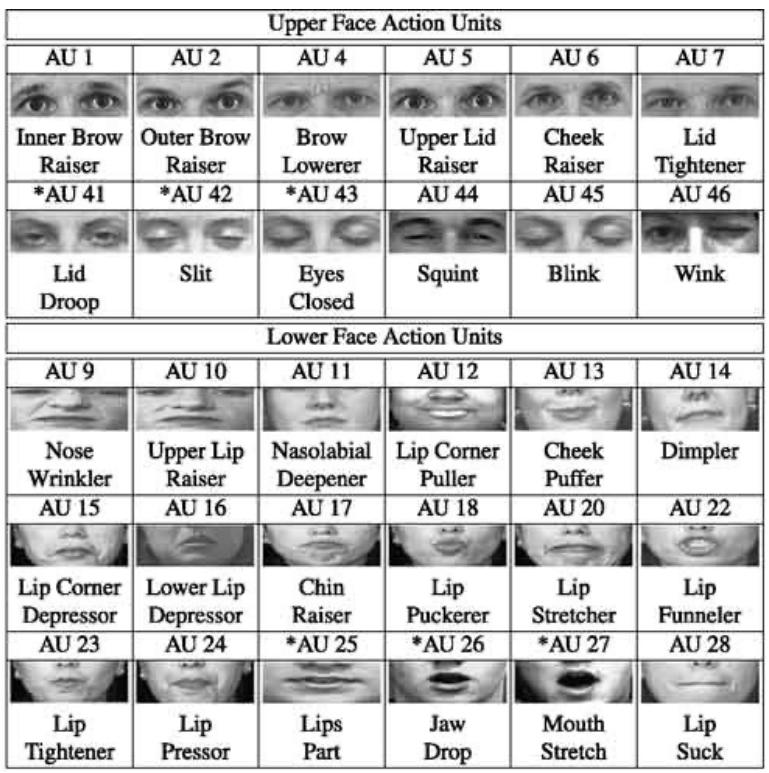 Upper Face Action Units
AU 1 AU 2 AU 4 AU 5 AU 6 AU 7
Inner Brow Outer Brow Brow Upper Lid Cheek Lid
Raiser Raiser Lowerer Raiser Raiser Tightener
*AU 41 *AU 42 *AU 43 AU 44 AU 45 AU 46
Lid Slit Eyes Squint Blink Wink
Droop Closed
Lower Face Action Units
AU 9 AU 10 AU 11 AU 12 AU 13 AU 14
Nose Upper Lip Nasolabial Lip Corner Cheek Dimpler
Wrinkler Raiser Deepener Puller Puffer
AU 15 AU 16 AU 17 AU 18 AU 20 AU 22
Lip Corner Lower Lip Chin Lip Lip Lip
Depressor Depressor Raiser Puckerer Stretcher Funneler
AU 23 AU 24 *AU 25 *AU 26 *AU 27 AU 28
Lip Lip Lips Jaw Mouth Lip
Tightener Pressor Part Drop Stretch Suck